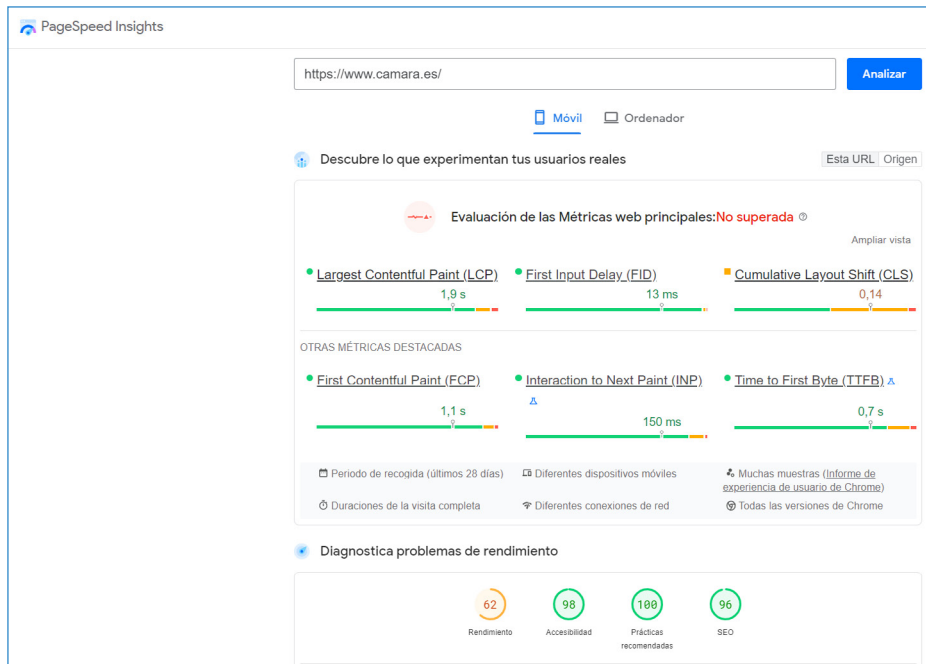 PageSpeed Insights
https://www.camara.es/
Analizar
Móvil
Ordenador
Descubre lo que experimentan tus usuarios reales
Esta URL Origen
Evaluación de las Métricas web principales:No superada
Ampliar vista
Largest Contentful Paint (LCP)
1,9 s
First Input Delay (FID)
13 ms
Cumulative Layout Shift (CLS)
0,14
OTRAS MÉTRICAS DESTACADAS
First Contentful Paint (FCP)
1,1 s
Interaction to Next Paint (INP)
150 ms
Time to First Byte (TTFB)
0,7 s
Periodo de recogida (últimos 28 días)
Diferentes dispositivos móviles
Muchas muestras (Informe de
experiencia de usuario de Chrome)
Duraciones de la visita completa
Diferentes conexiones de red
Todas las versiones de Chrome
Diagnostica problemas de rendimiento
62
Rendimiento
98
Accesibilidad
100
Prácticas
recomendadas
96
SEO